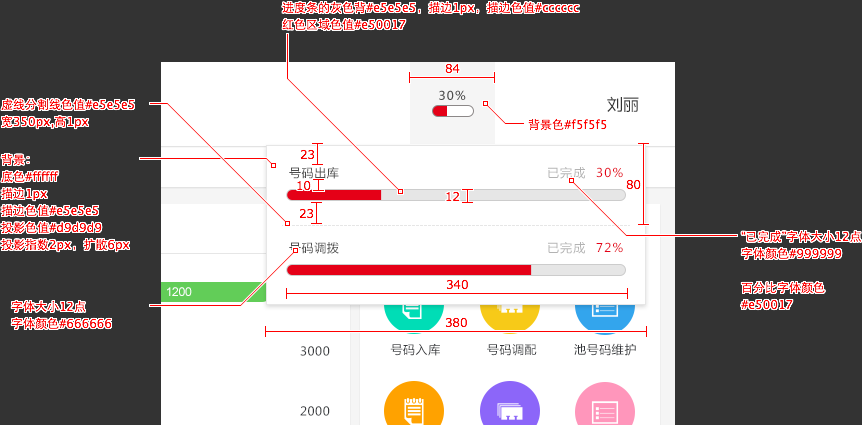 进度条的灰色背#e5e5e5，描边1px，描边色值#cccccc
红色区域色值#e50017
84
30%
刘丽
背景色#f5f5f5
虚线分割线色值#e5e5e5
宽350px,高1px
背景:
底色#ffffff
描边1px
描边色值#e5e5e5
投影色值#d9d9d9
投影指数2px，扩散6px
23
号码出库
已完成 30%
10
12
80
23
号码调拨
已完成 72%
"已完成"字体大小12点
字体颜色#999999
百分比字体颜色
#e50017
340
1200
字体大小12点
字体颜色#666666
380
3000
号码入库
号码调配
池号码维护
2000